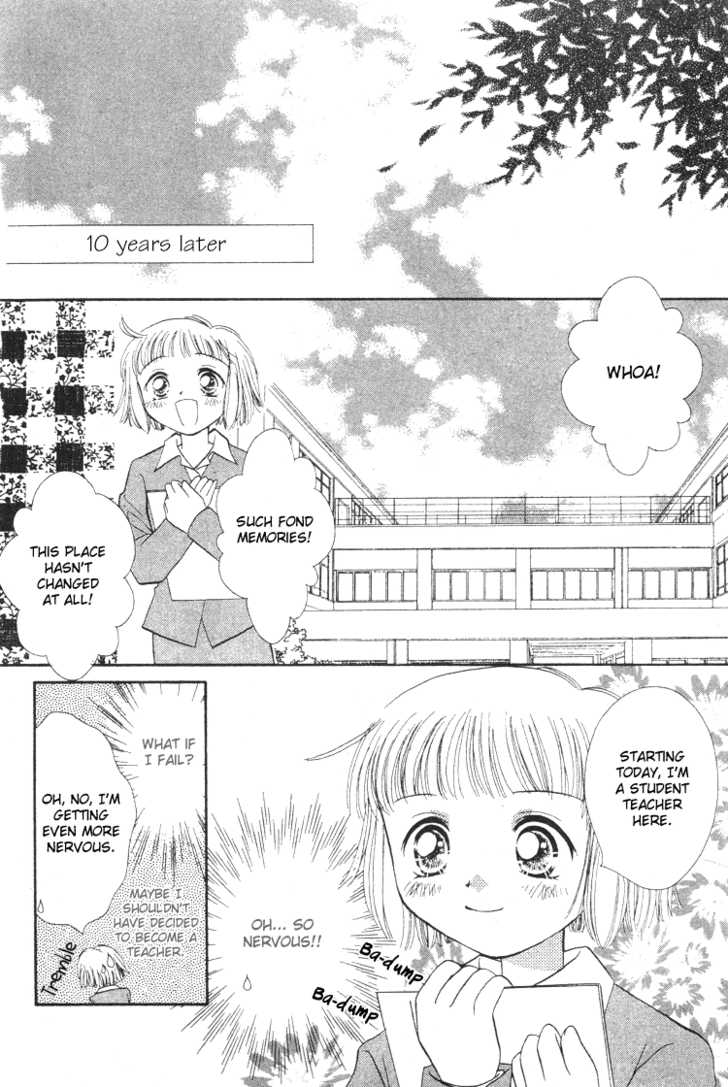 10 years later
WHOA!
SUCH FOND
MEMORIES!
THIS PLACE
HASN'T
CHANGED
AT ALL!
STARTING
TODAY, I'M
A STUDENT
TEACHER
HERE.
OH... SO
NERVOUS!!
Ba-dump
Ba-dump
WHAT IF
I FAIL?
OH, NO, I'M
GETTING
EVEN MORE
NERVOUS.
MAYBE I
SHOULDN'T
HAVE DECIDED
TO BECOME A
TEACHER.
Tremble